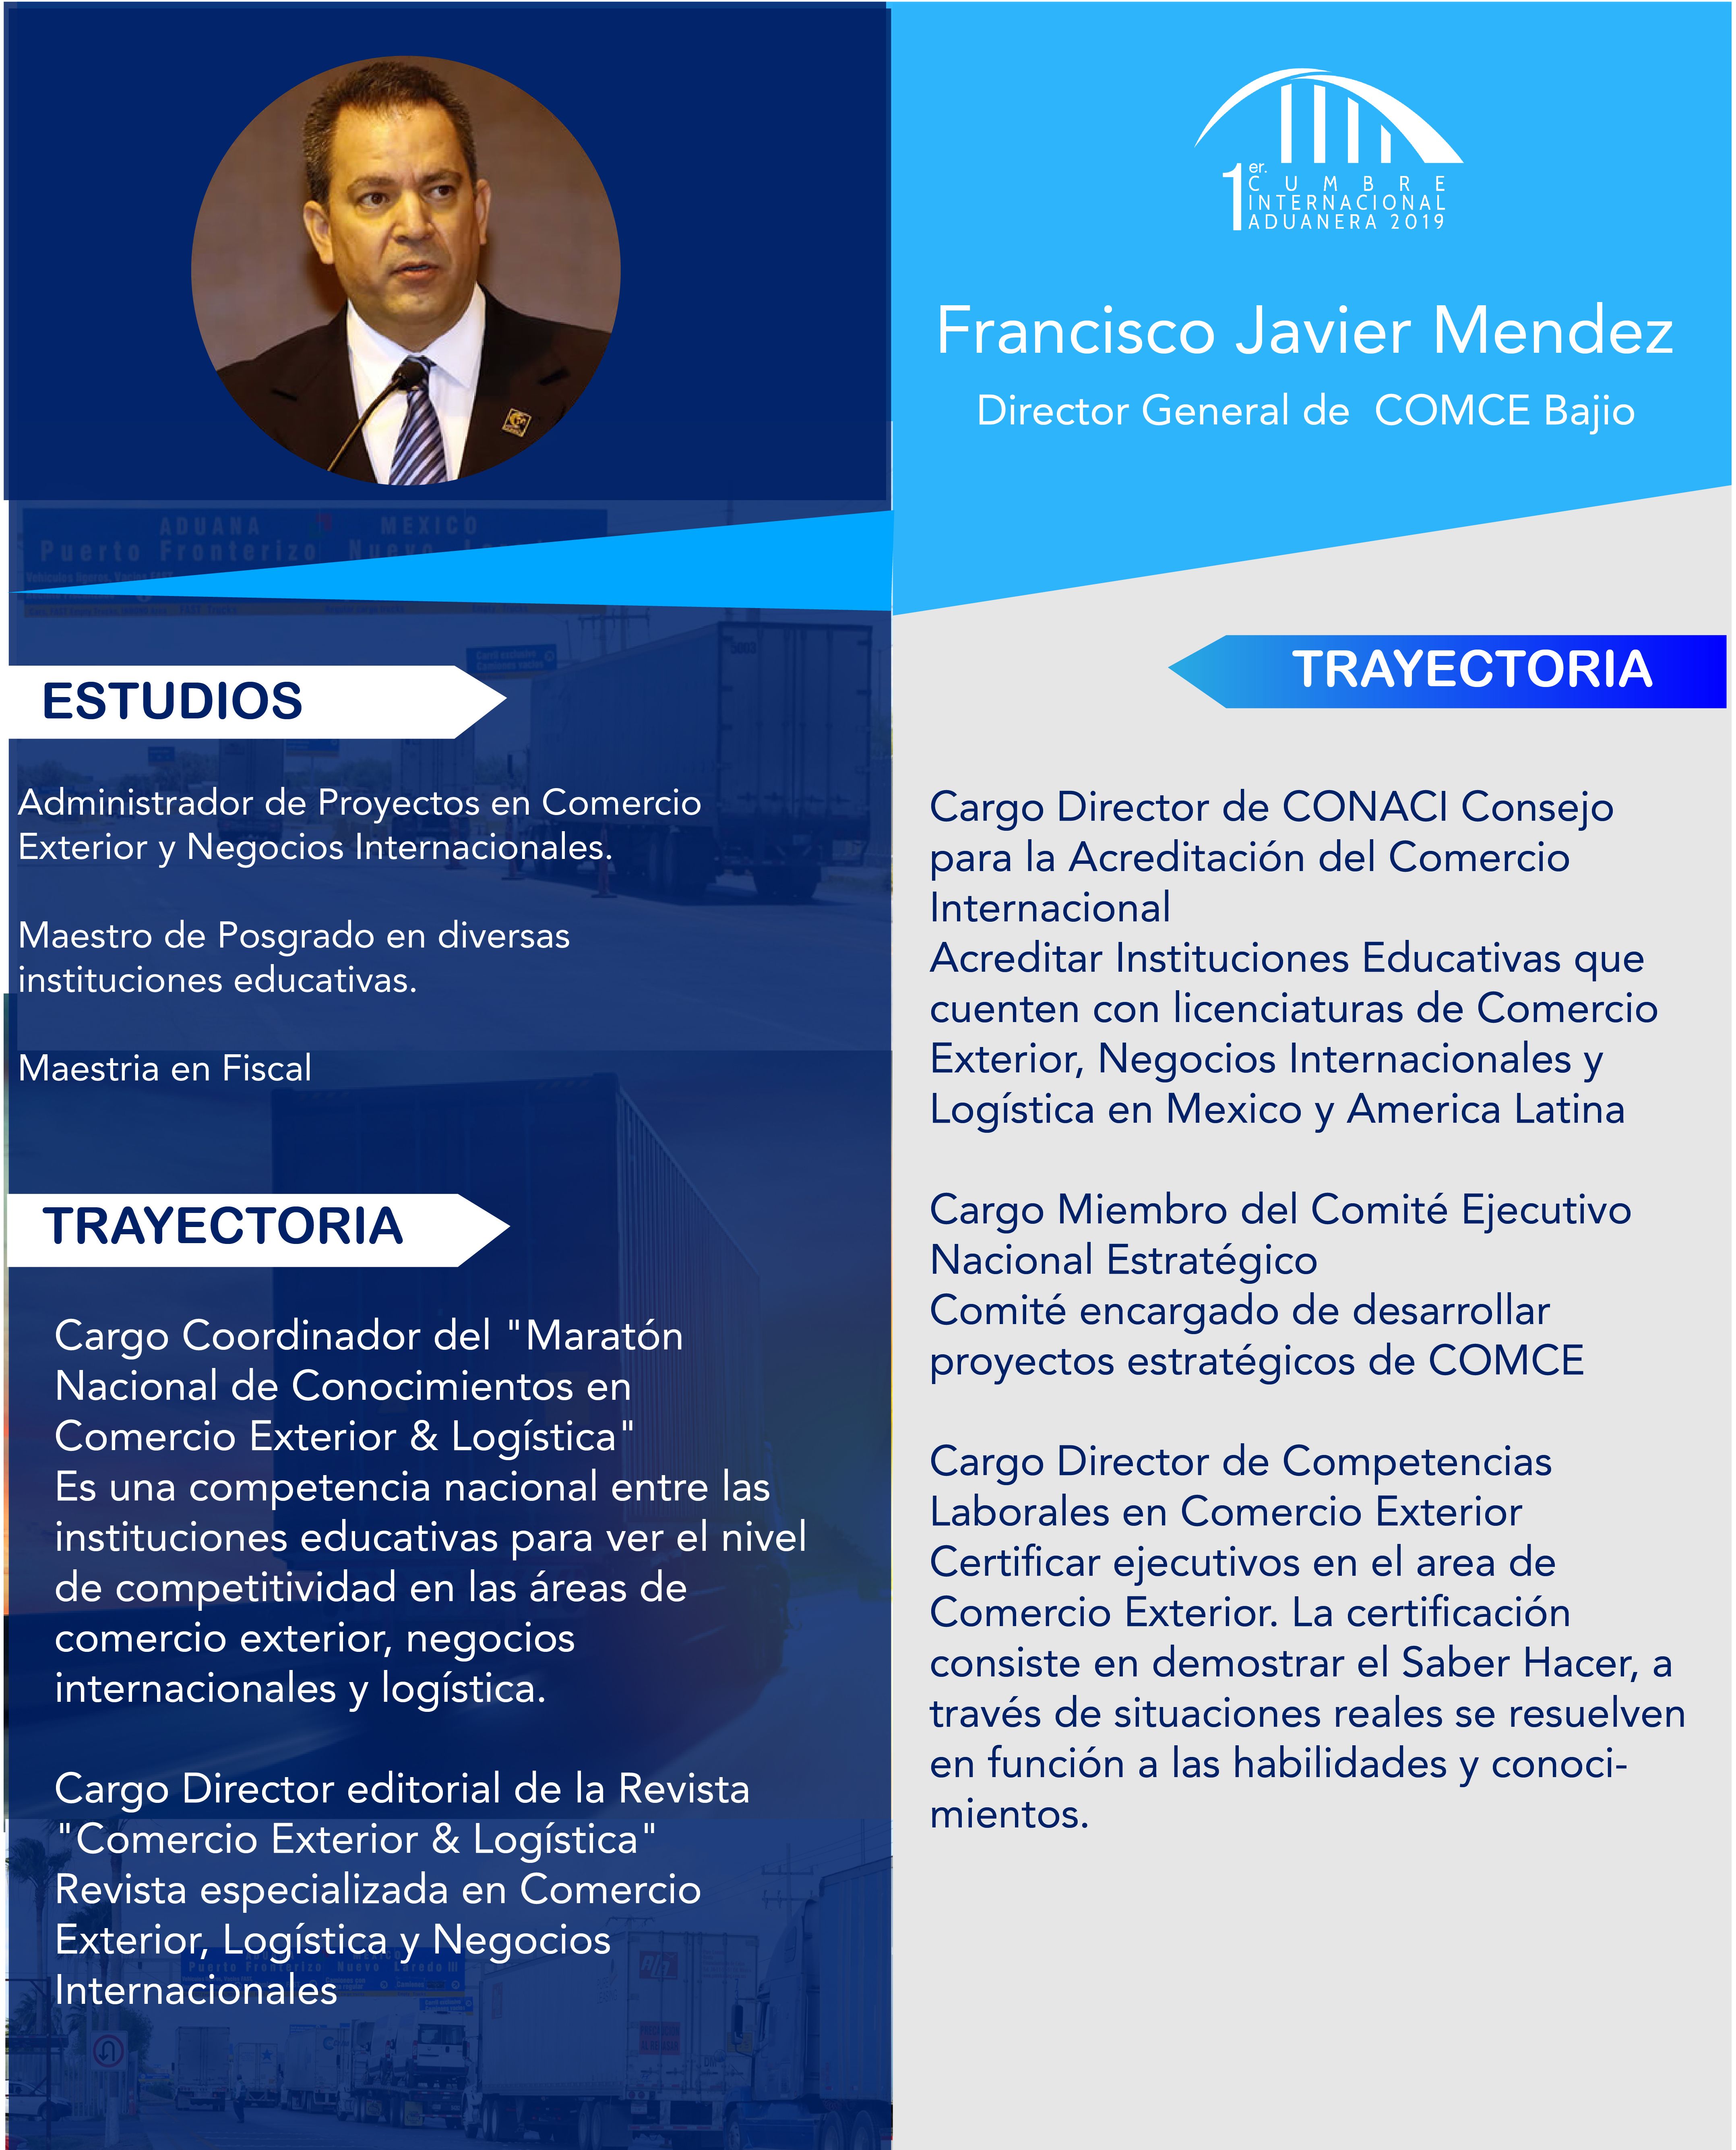 1er.
CUMBRE
INTERNACIONAL
ADUANERA 2019
Francisco Javier Mendez
Director General de COMCE Bajio
ADUANA MEXICO
Puerto Fronterizo Nuevo
ESTUDIOS
Administrador de Proyectos en Comercio
Exterior y Negocios Internacionales.
Maestro de Posgrado en diversas
instituciones educativas.
Maestria en Fiscal
TRAYECTORIA
Cargo Coordinador del "Maratón
Nacional de Conocimientos en
Comercio Exterior & Logística"
Es una competencia nacional entre las
instituciones educativas para ver el nivel
de competitividad en las áreas de
comercio exterior, negocios
internacionales y logística.
Cargo Director editorial de la Revista
"Comercio Exterior & Logística"
Revista especializada en Comercio
Exterior, Logística y Negocios
Internacionales
Puerto Fronterizo Nuevo Laredo III
TRAYECTORIA
Cargo Director de CONACI Consejo
para la Acreditación del Comercio
Internacional
Acreditar Instituciones Educativas que
cuenten con licenciaturas de Comercio
Exterior, Negocios Internacionales y
Logística en Mexico y America Latina
Cargo Miembro del Comité Ejecutivo
Nacional Estratégico
Comité encargado de desarrollar
proyectos estratégicos de COMCE
Cargo Director de Competencias
Laborales en Comercio Exterior
Certificar ejecutivos en el area de
Comercio Exterior. La certificación
consiste en demostrar el Saber Hacer, a
través de situaciones reales se resuelven
en función a las habilidades y conoci-
mientos.